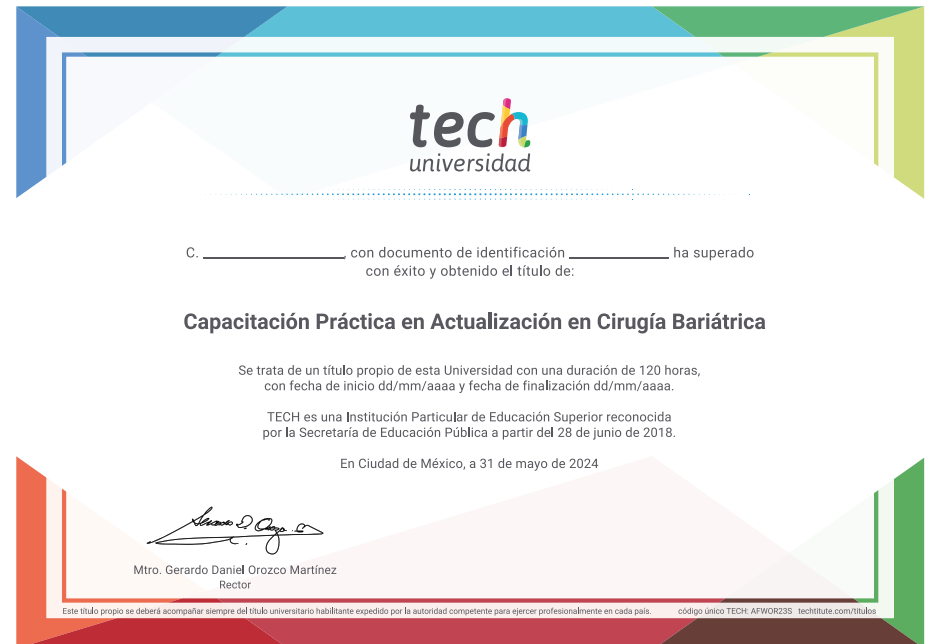 tech
universidad
C. ____________, con documento de identificación ____________ ha superado
con éxito y obtenido el título de:
Capacitación Práctica en Actualización en Cirugía Bariátrica
Se trata de un título propio de esta Universidad con una duración de 120 horas,
con fecha de inicio dd/mm/aaaa y fecha de finalización dd/mm/aaaa.
TECH es una Institución Particular de Educación Superior reconocida
por la Secretaría de Educación Pública a partir del 28 de junio de 2018.
En Ciudad de México, a 31 de mayo de 2024
Mtro. Gerardo Daniel Orozco Martínez
Rector
Este título propio se deberá acompañar siempre del título universitario habilitante expedido por la autoridad competente para ejercer profesionalmente en cada país. código único TECH: AFWOR23S techtitute.com/titulos